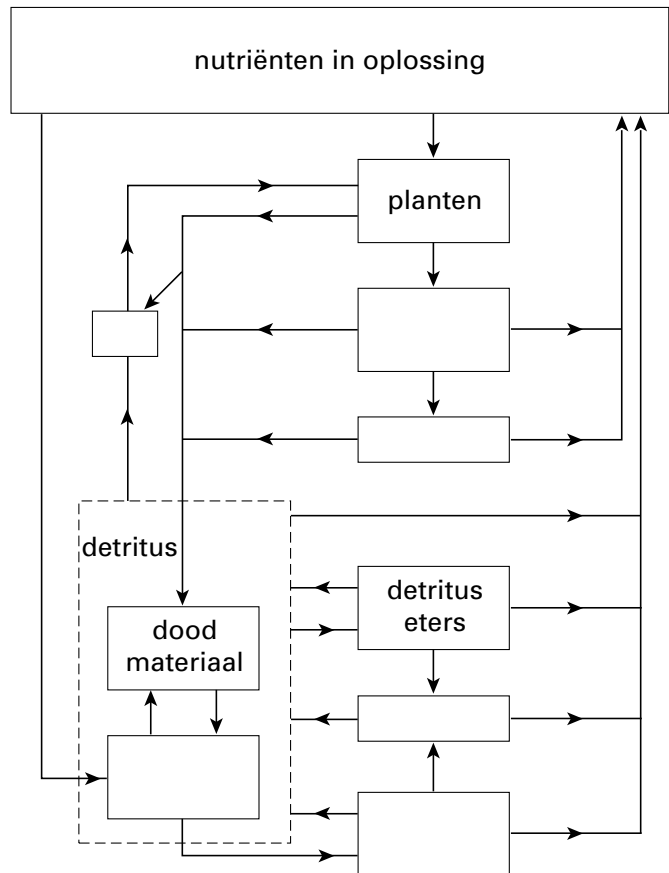 nutriënten in oplossing
planten
detritus
detritus
eters
dood
materiaal